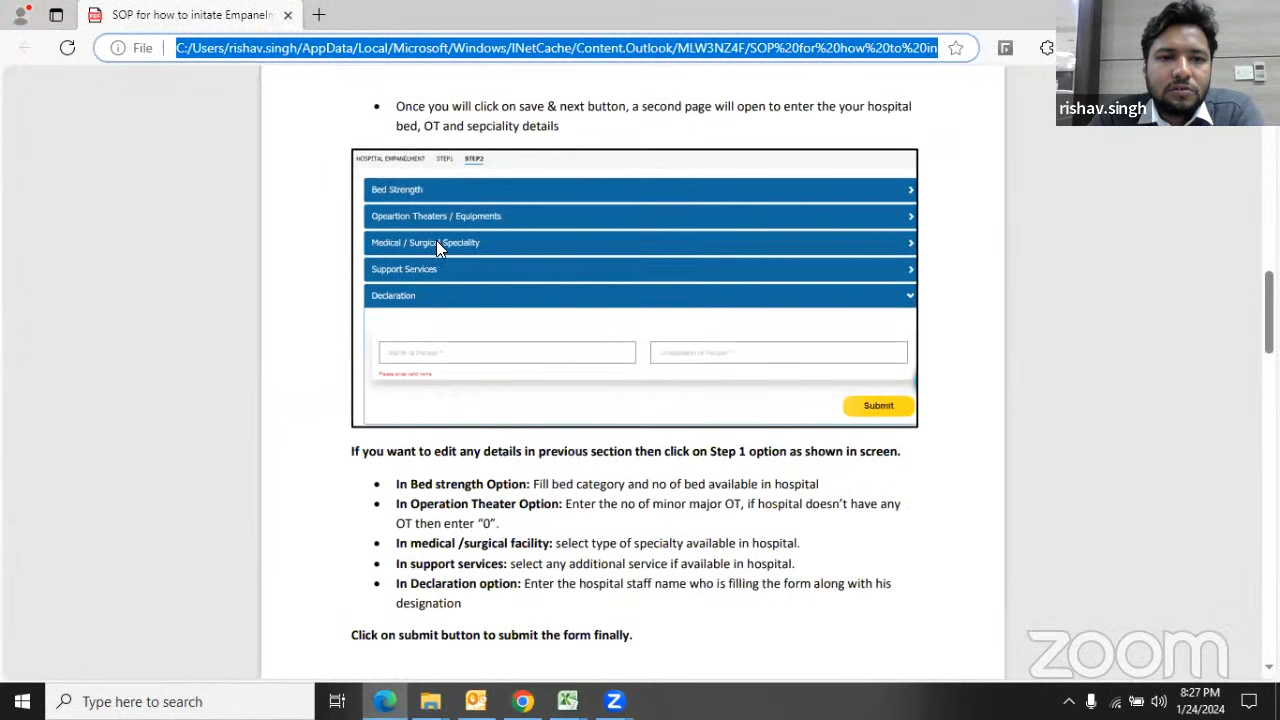 SOP for how to initate Empanelm
File
C:/Users/rishav.singh/AppData/Local/Microsoft/Windows/INetCache/Content.Outlook/MLW3NZ4F/SOP%20for%20how%20to%20in
rishav.singh
Once you will click on save & next button, a second page will open to enter the your hospital
bed, OT and sepciality details
HOSPITAL EMPANELMENT STEP1 STEP2
Bed Strength
Opeartion Theaters / Equipments
Medical / Surgical Speciality
Support Services
Declaration
Name of Person *
of Person *
Please enter valid name
Submit
If you want to edit any details in previous section then click on Step 1 option as shown in screen.
• In Bed strength Option: Fill bed category and no of bed available in hospital
• In Operation Theater Option: Enter the no of minor major OT, if hospital doesn't have any
OT then enter “0”.
• In medical /surgical facility: select type of specialty available in hospital.
• In support services: select any additional service if available in hospital.
• In Declaration option: Enter the hospital staff name who is filling the form along with his
designation
Click on submit button to submit the form finally.
zoom
Type here to search
8:27 PM
1/24/2024